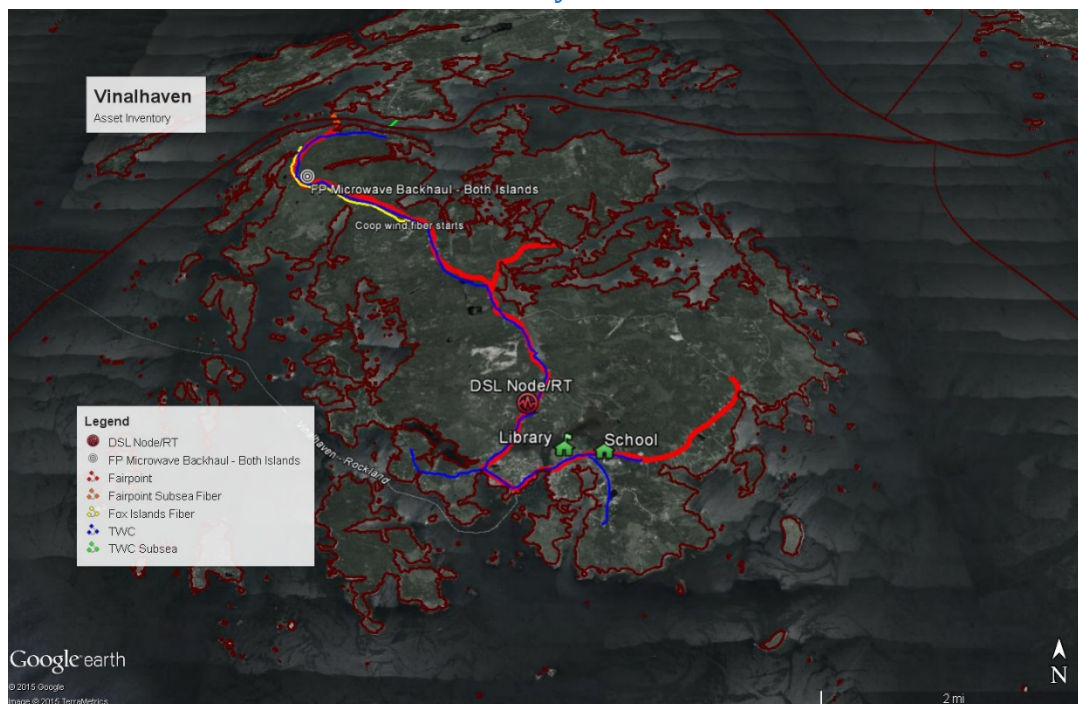 Vinalhaven
Asset Inventory
FP Microwave Backhaul - Both Islands
Coop wind fiber starts
DSL Node/RT
Library
School
Vinalhaven - Rockland
Legend
DSL Node/RT
FP Microwave Backhaul - Both Islands
Fairpoint
Fairpoint Subsea Fiber
Fox Islands Fiber
TWC
TWC Subsea
Google earth
© 2015 Google
Image © 2015 TerraMetrics
N
2 mi